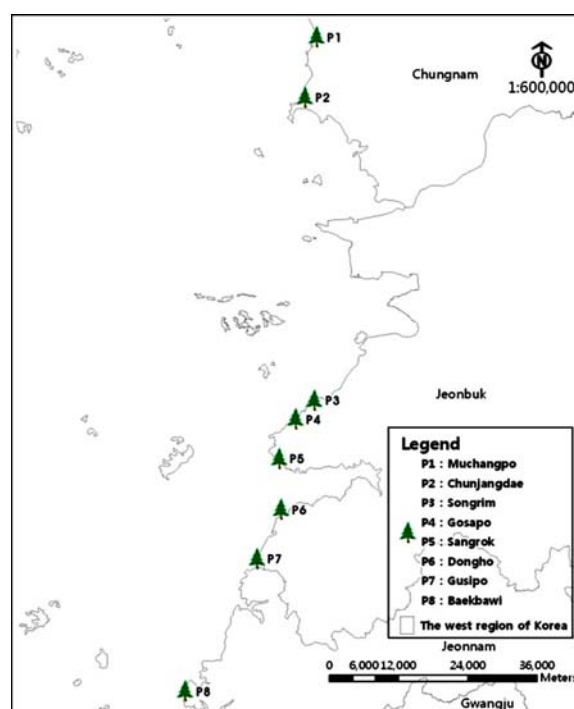 P1
N
1:600,000
Chungnam
P2
P3
Jeonbuk
P4
P5
P6
P7
P8
Legend
P1 : Muchangpo
P2 : Chunjangdae
P3 : Songrim
P4 : Gosapo
P5 : Sangrok
P6 : Dongho
P7 : Gusipo
P8 : Baekbawi
The west region of Korea
Jeonnam
0 6,000 12,000 24,000 36,000
Meters
Gwangju